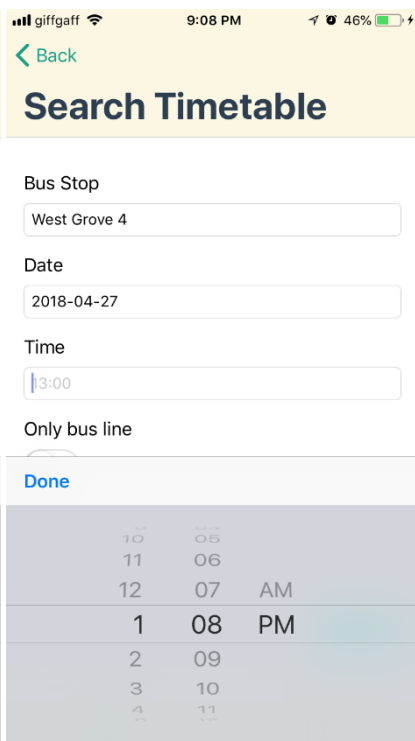 giffgaff 9:08 PM 46%
Back
Search Timetable
Bus Stop
West Grove 4
Date
2018-04-27
Time
13:00
Only bus line
Done
10 05
11 06
12 07 AM
1 08 PM
2 09
3 10
4 11